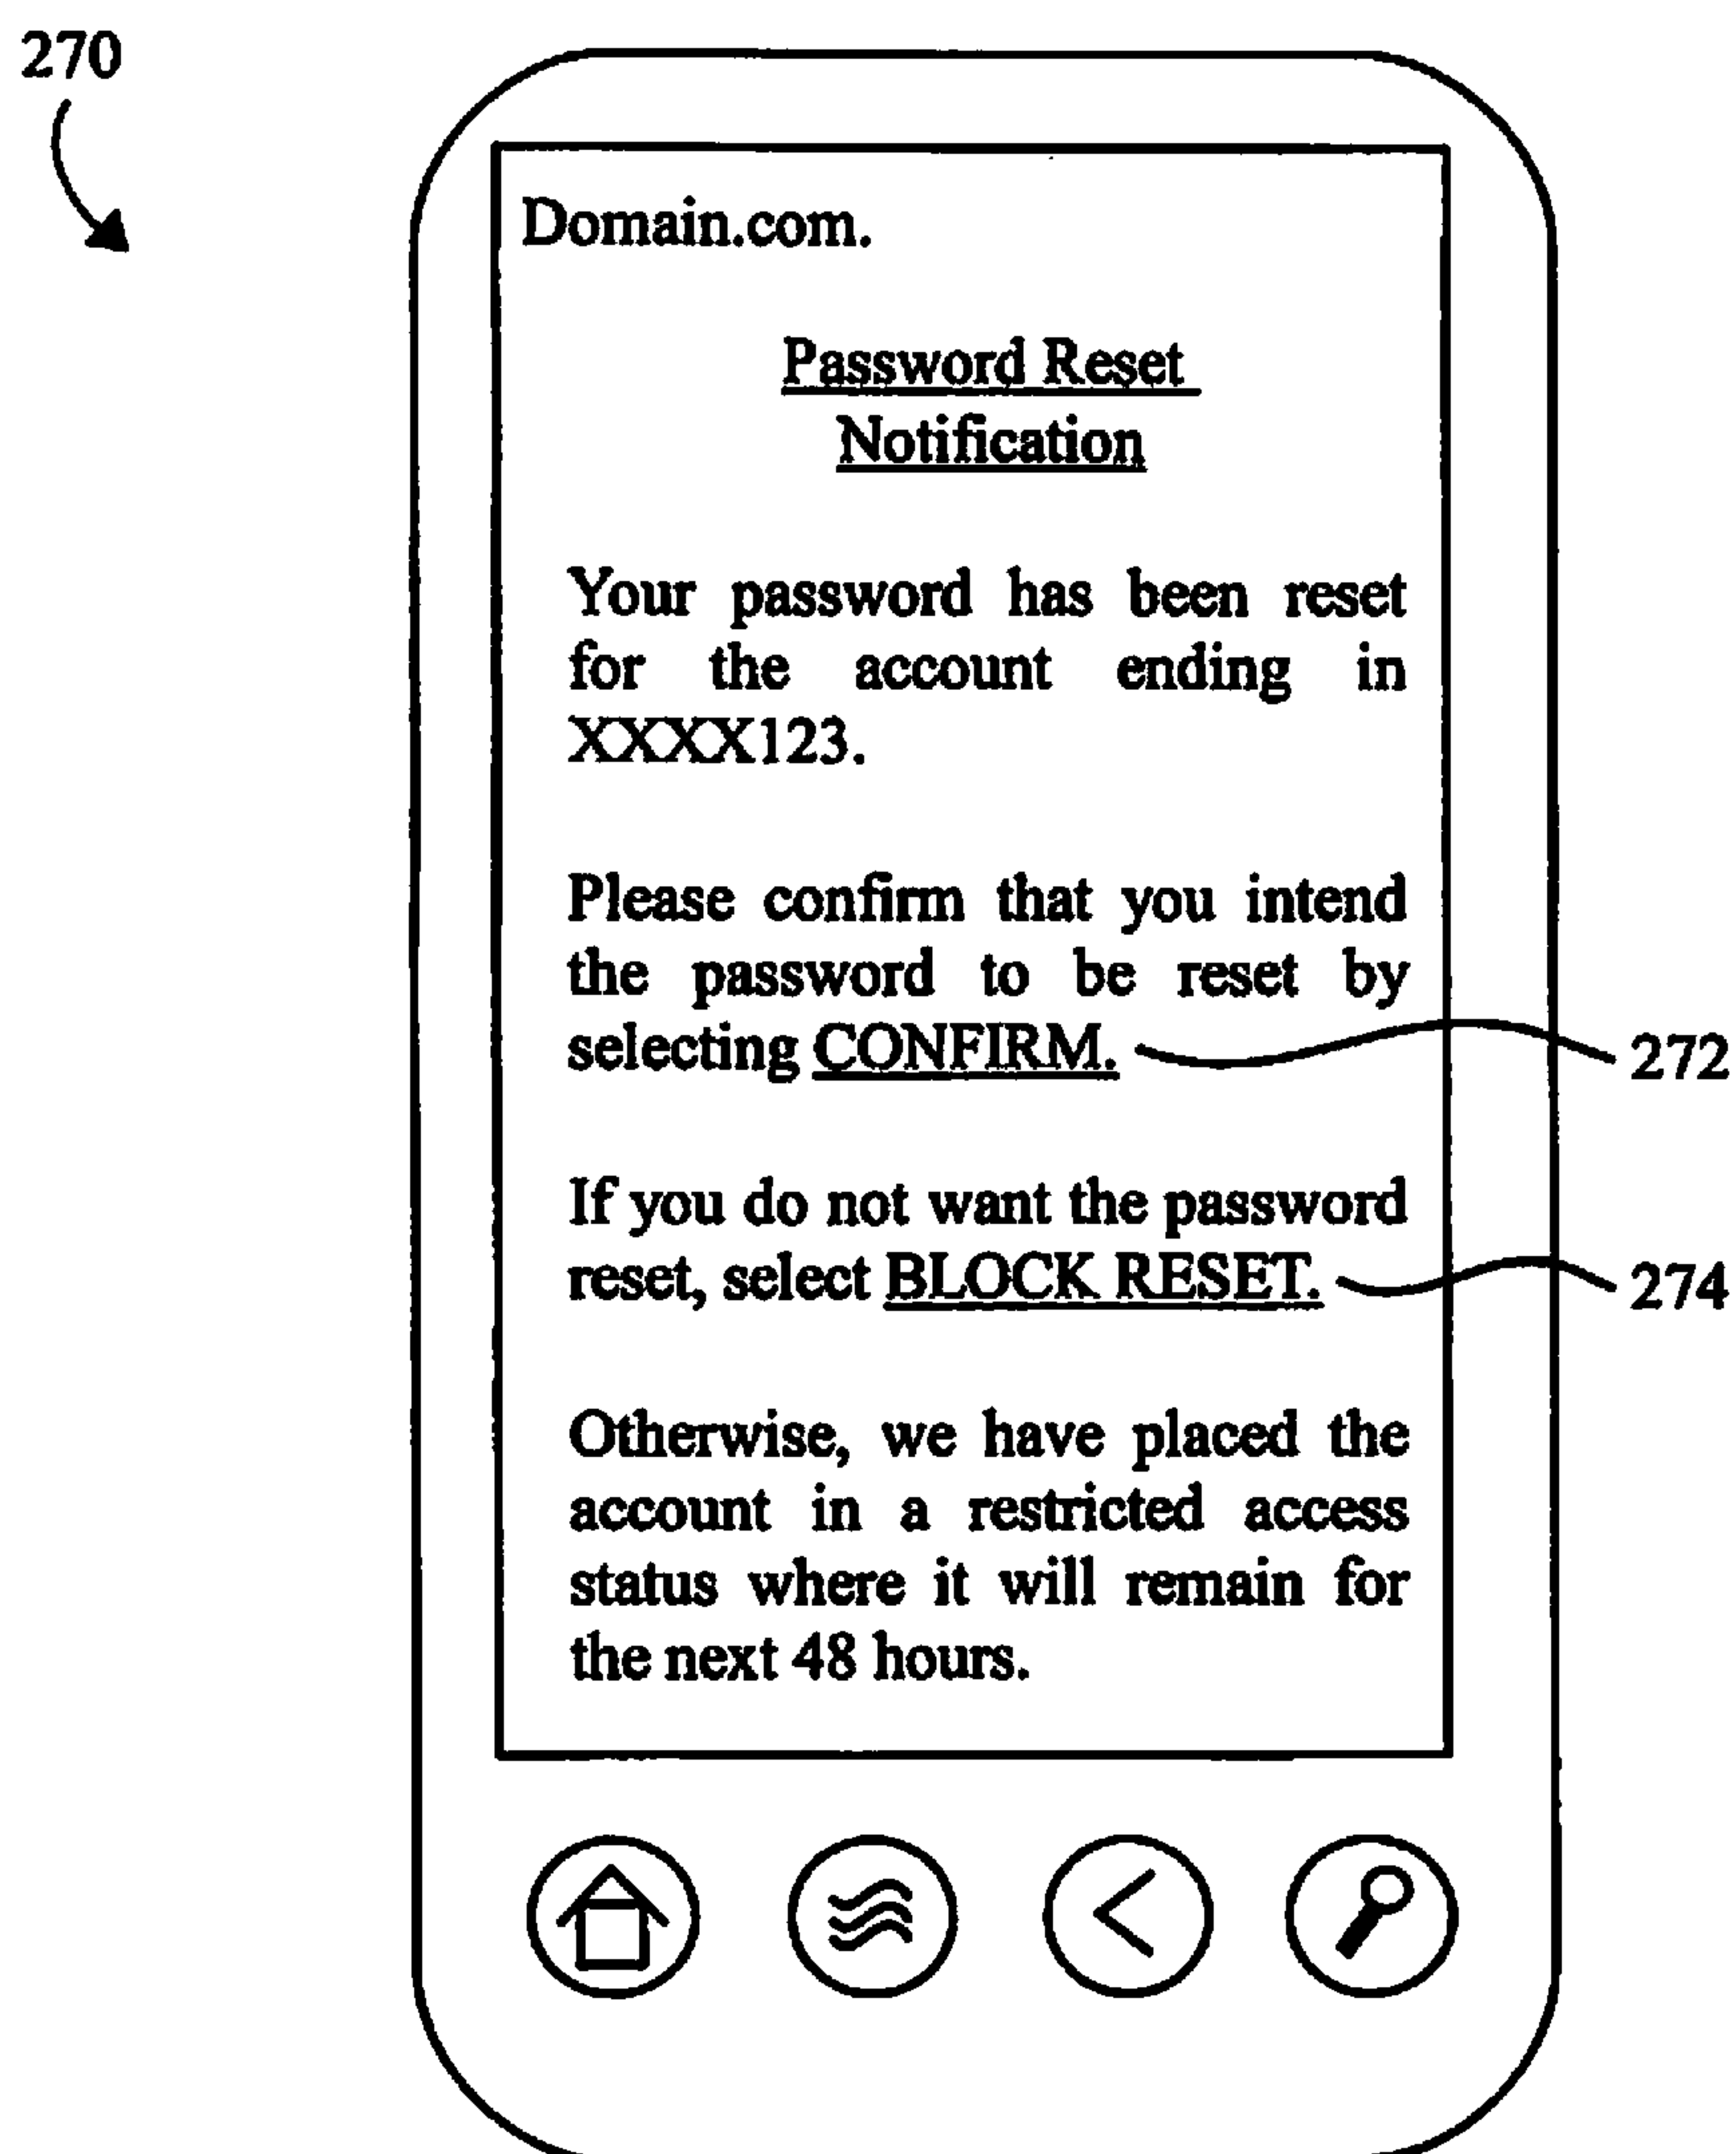 270
Domain.com.
Password Reset
Notification
Your password has been reset
for the account ending in
XXXX123.
Please confirm that you intend
the password to be reset by
selecting CONFIRM.
272
If you do not want the password
reset, select BLOCK RESET.
274
Otherwise, we have placed the
account in a restricted access
status where it will remain for
the next 48 hours.